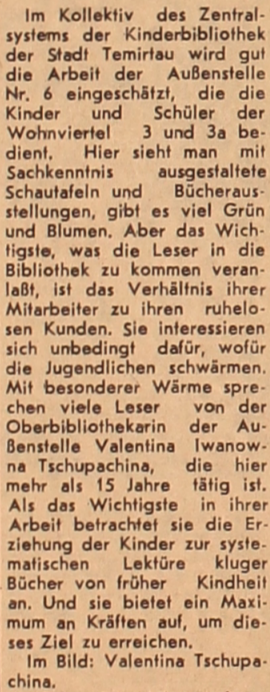 Im Kollektiv des Zentral-
systems der Kinderbibliothek
der Stadt Temirtau wird gut
die Arbeit der Außenstelle
Nr. 6 eingeschätzt, die die
Kinder und Schüler der
Wohnviertel 3 und 3a be-
dient. Hier sieht man mit
Sachkenntnis ausgestaltete
Schautafeln und Bücheraus-
stellungen, gibt es viel Grün
und Blumen. Aber das Wich-
tigste, was die Leser in die
Bibliothek zu kommen veran-
laßt, ist das Verhältnis ihrer
Mitarbeiter zu ihren ruhelo-
sen Kunden. Sie interessieren
sich unbedingt dafür, wofür
die Jugendlichen schwärmen.
Mit besonderer Wärme spre-
chen viele Leser von der
Oberbibliothekarin der Au-
ßenstelle Valentina Iwanow-
na Tschupachina, die hier
mehr als 15 Jahre tätig ist.
Als das Wichtigste in ihrer
Arbeit betrachtet sie die Er-
ziehung der Kinder zur syste-
matischen Lektüre kluger
Bücher von früher Kindheit
an. Und sie bietet ein Maxi-
mum an Kräften auf, um die-
ses Ziel zu erreichen.
Im Bild: Valentina Tschupa-
china.